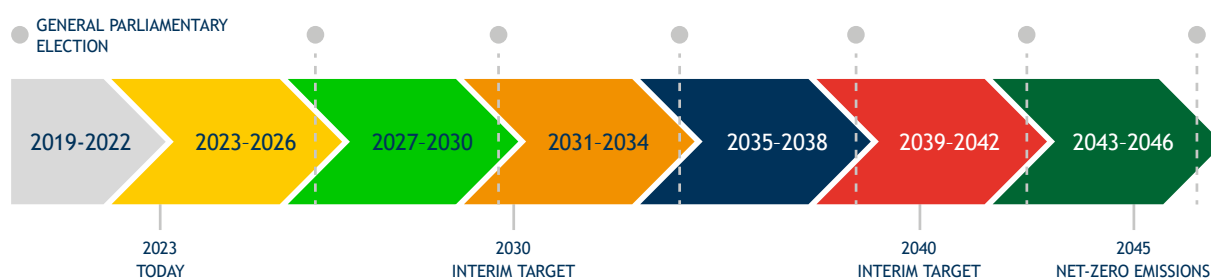 GENERAL PARLIAMENTARY
ELECTION
2019-2022
2023-2026
2027-2030
2031-2034
2035-2038
2039-2042
2043-2046
2023
TODAY
2030
INTERIM TARGET
2040
INTERIM TARGET
2045
NET-ZERO EMISSIONS